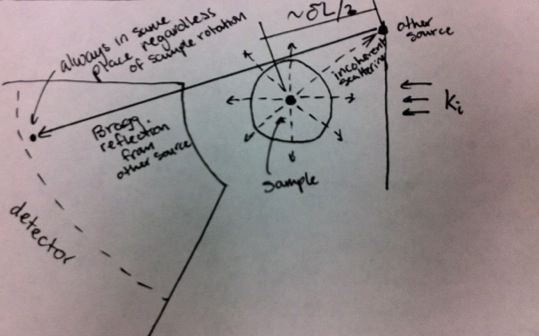 ~δL/2
other
source
always in same
place regardless
of sample rotation
incoherent
scattering
ki
Bragg
reflection
from
other source
sample
detector